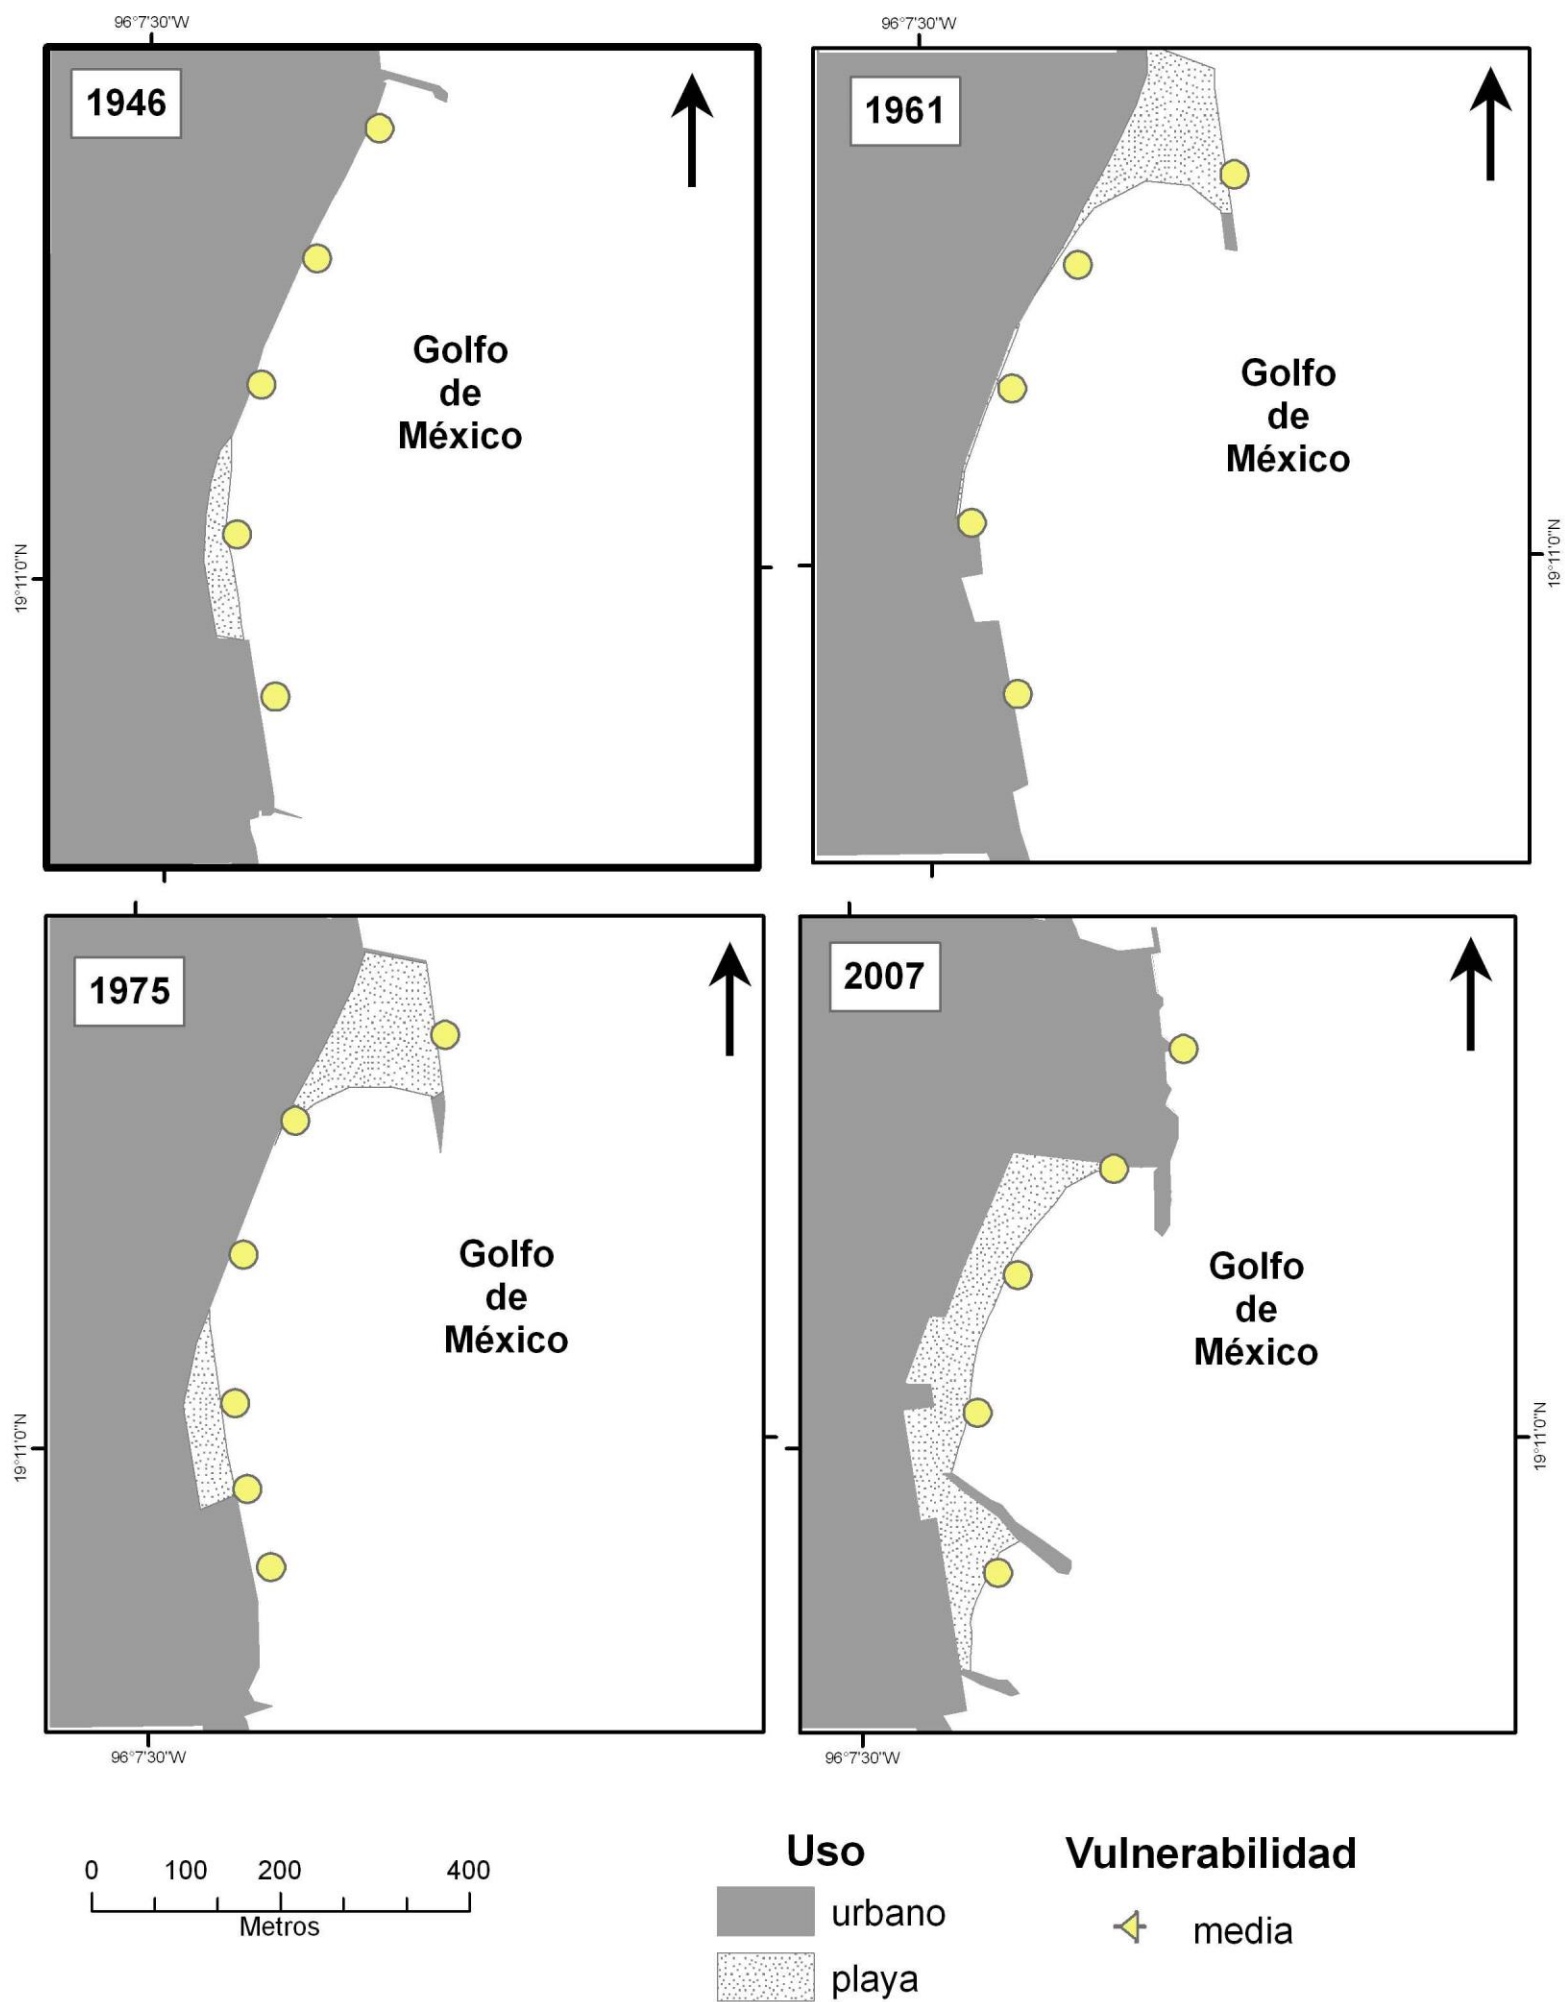 96°7'30"W
96°7'30"W
1946
1961
Golfo
de
México
Golfo
de
México
19°11'0"N
19°11'0"N
1975
2007
Golfo
de
México
Golfo
de
México
19°11'0"N
19°11'0"N
96°7'30"W
96°7'30"W
0 100 200 400
Metros
Uso
urbano
playa
Vulnerabilidad
media